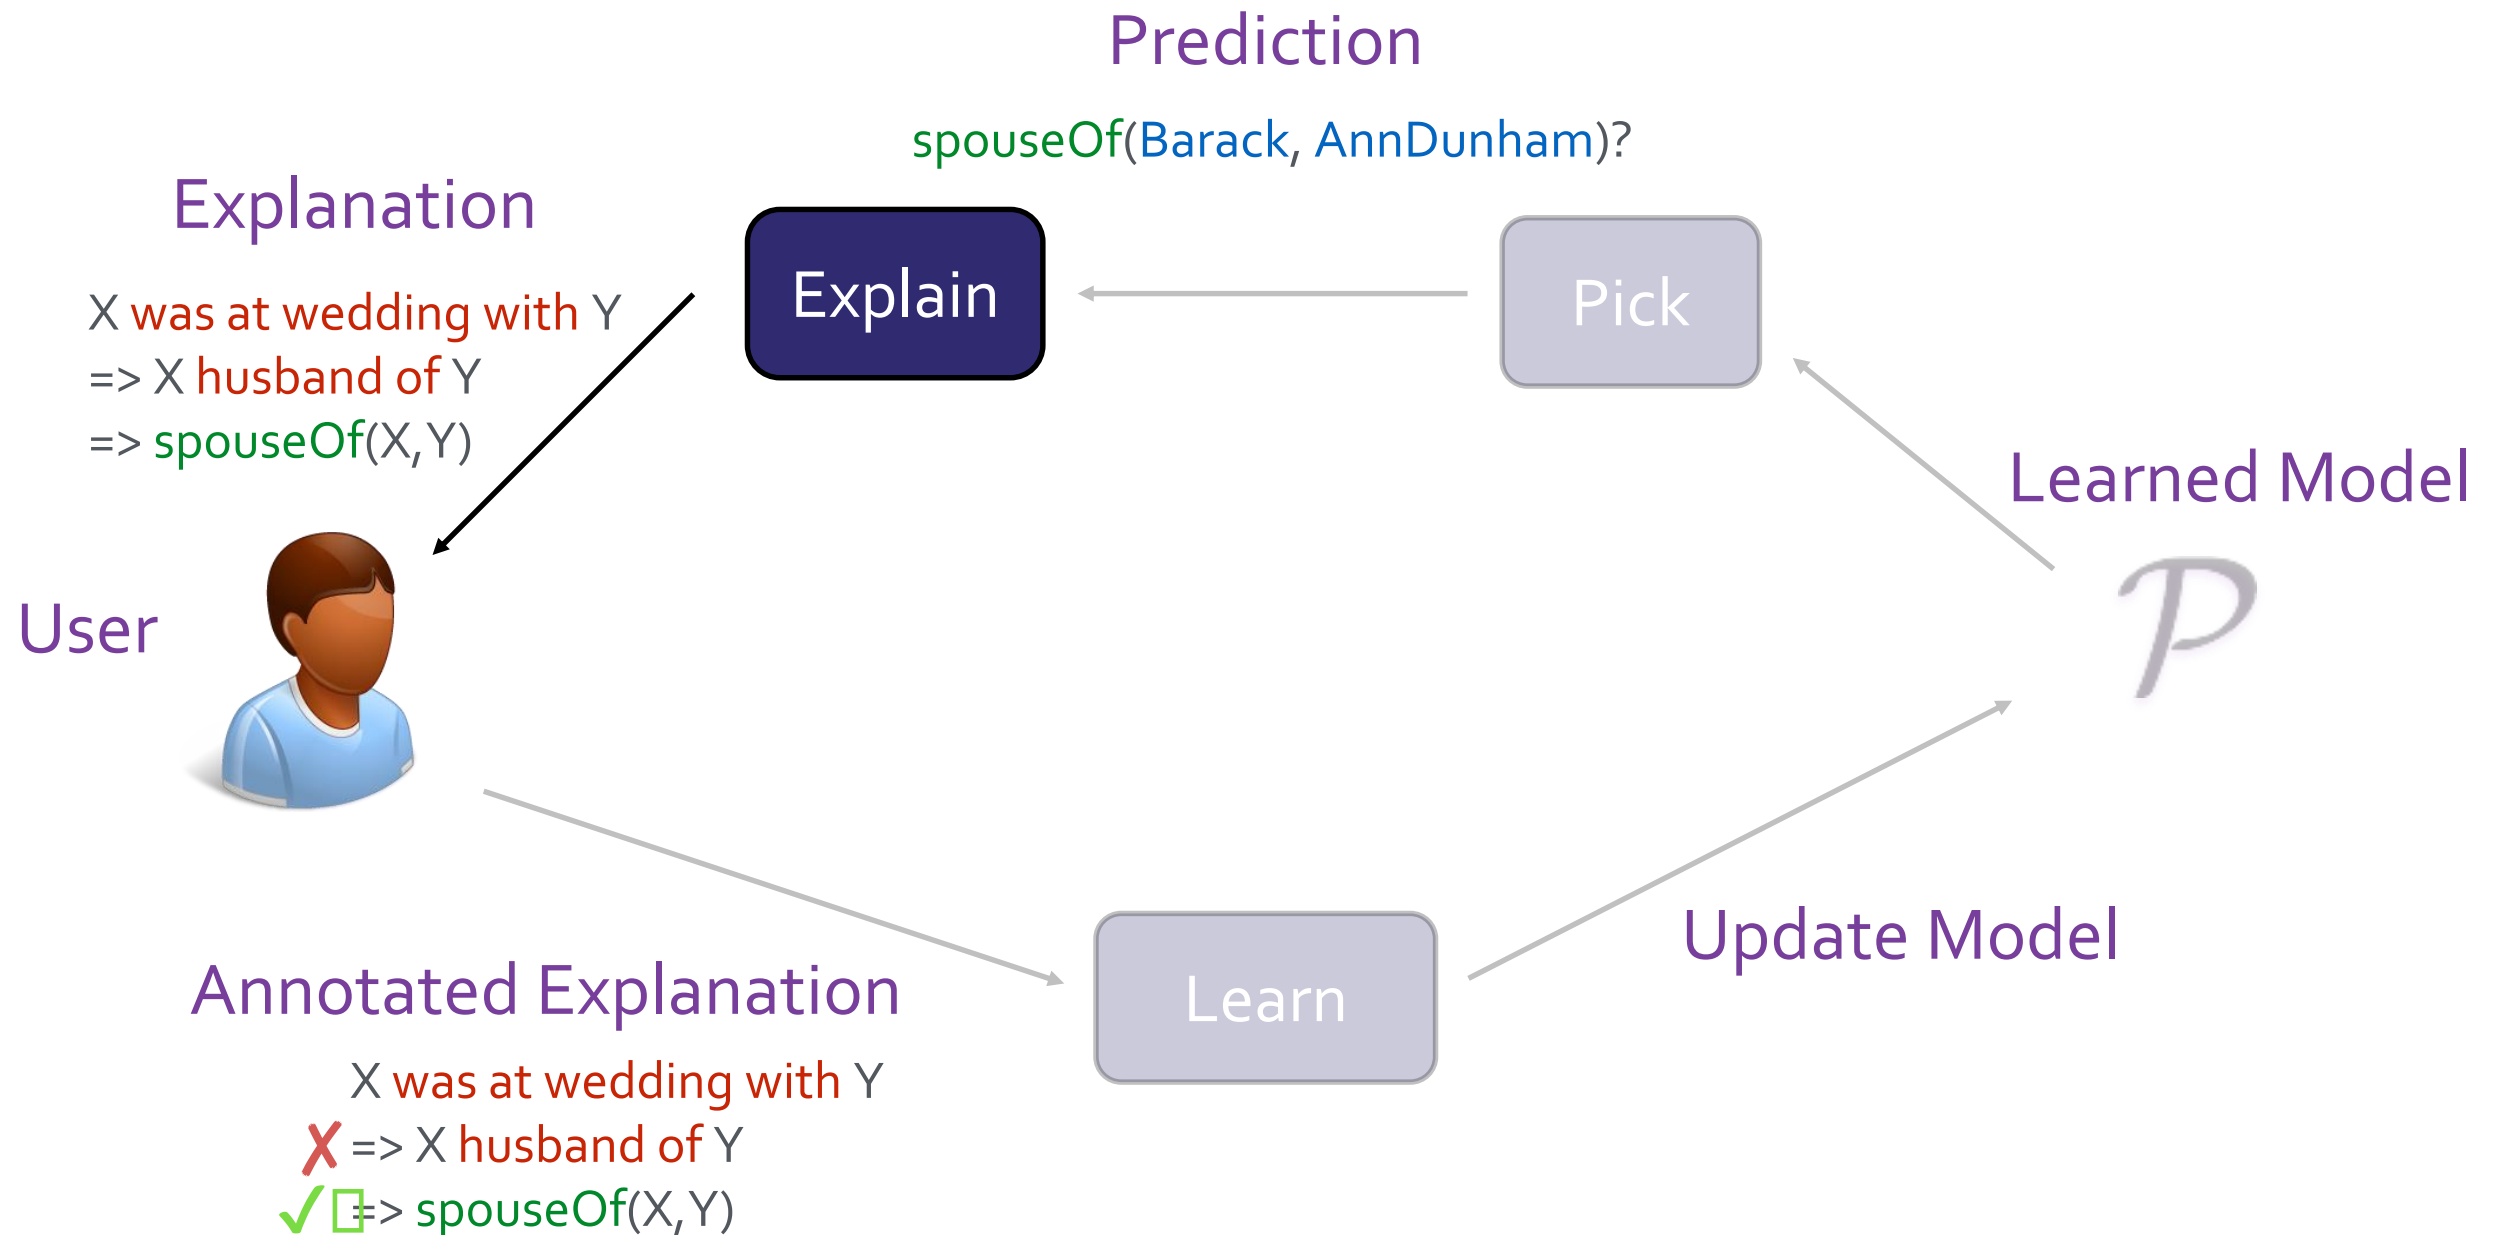 Prediction
spouseOf(Barack, AnnDunham)?
Explanation
X was at wedding with Y
=> X husband of Y
=> spouseOf(X,Y)
Explain
Pick
Learned Model
P
User
Update Model
Learn
Annotated Explanation
X was at wedding with Y
✗ => X husband of Y
✓ => spouseOf(X,Y)